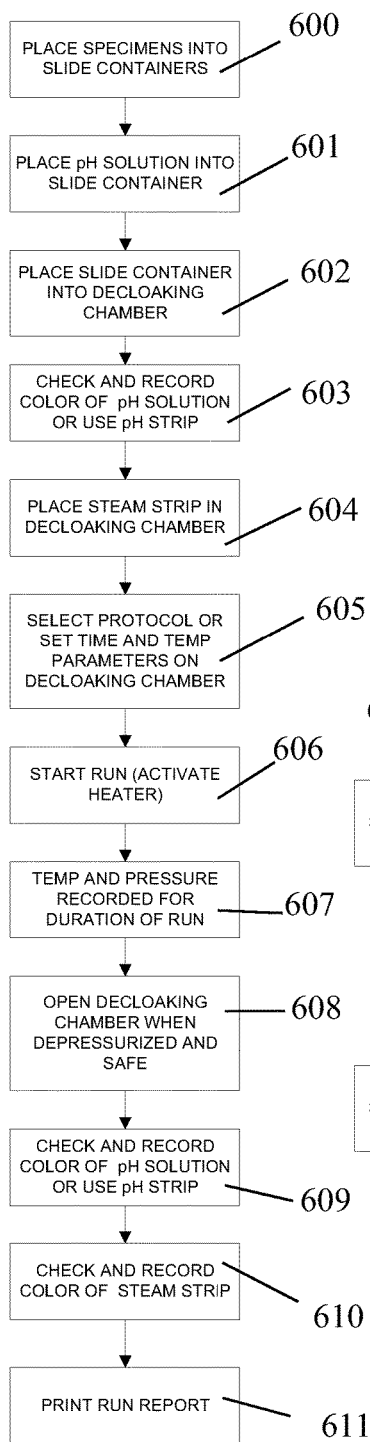 PLACE SPECIMENS INTO
SLIDE CONTAINERS
600
PLACE pH SOLUTION INTO
SLIDE CONTAINER
601
PLACE SLIDE CONTAINER
INTO DECLOAKING
CHAMBER
602
CHECK AND RECORD
COLOR OF pH SOLUTION
OR USE pH STRIP
603
PLACE STEAM STRIP IN
DECLOAKING CHAMBER
604
SELECT PROTOCOL OR
SET TIME AND TEMP
PARAMETERS ON
DECLOAKING CHAMBER
605
START RUN (ACTIVATE
HEATER)
606
TEMP AND PRESSURE
RECORDED FOR
DURATION OF RUN
607
OPEN DECLOAKING
CHAMBER WHEN
DEPRESSURIZED AND
SAFE
608
CHECK AND RECORD
COLOR OF pH SOLUTION
OR USE pH STRIP
609
CHECK AND RECORD
COLOR OF STEAM STRIP
610
PRINT RUN REPORT
611